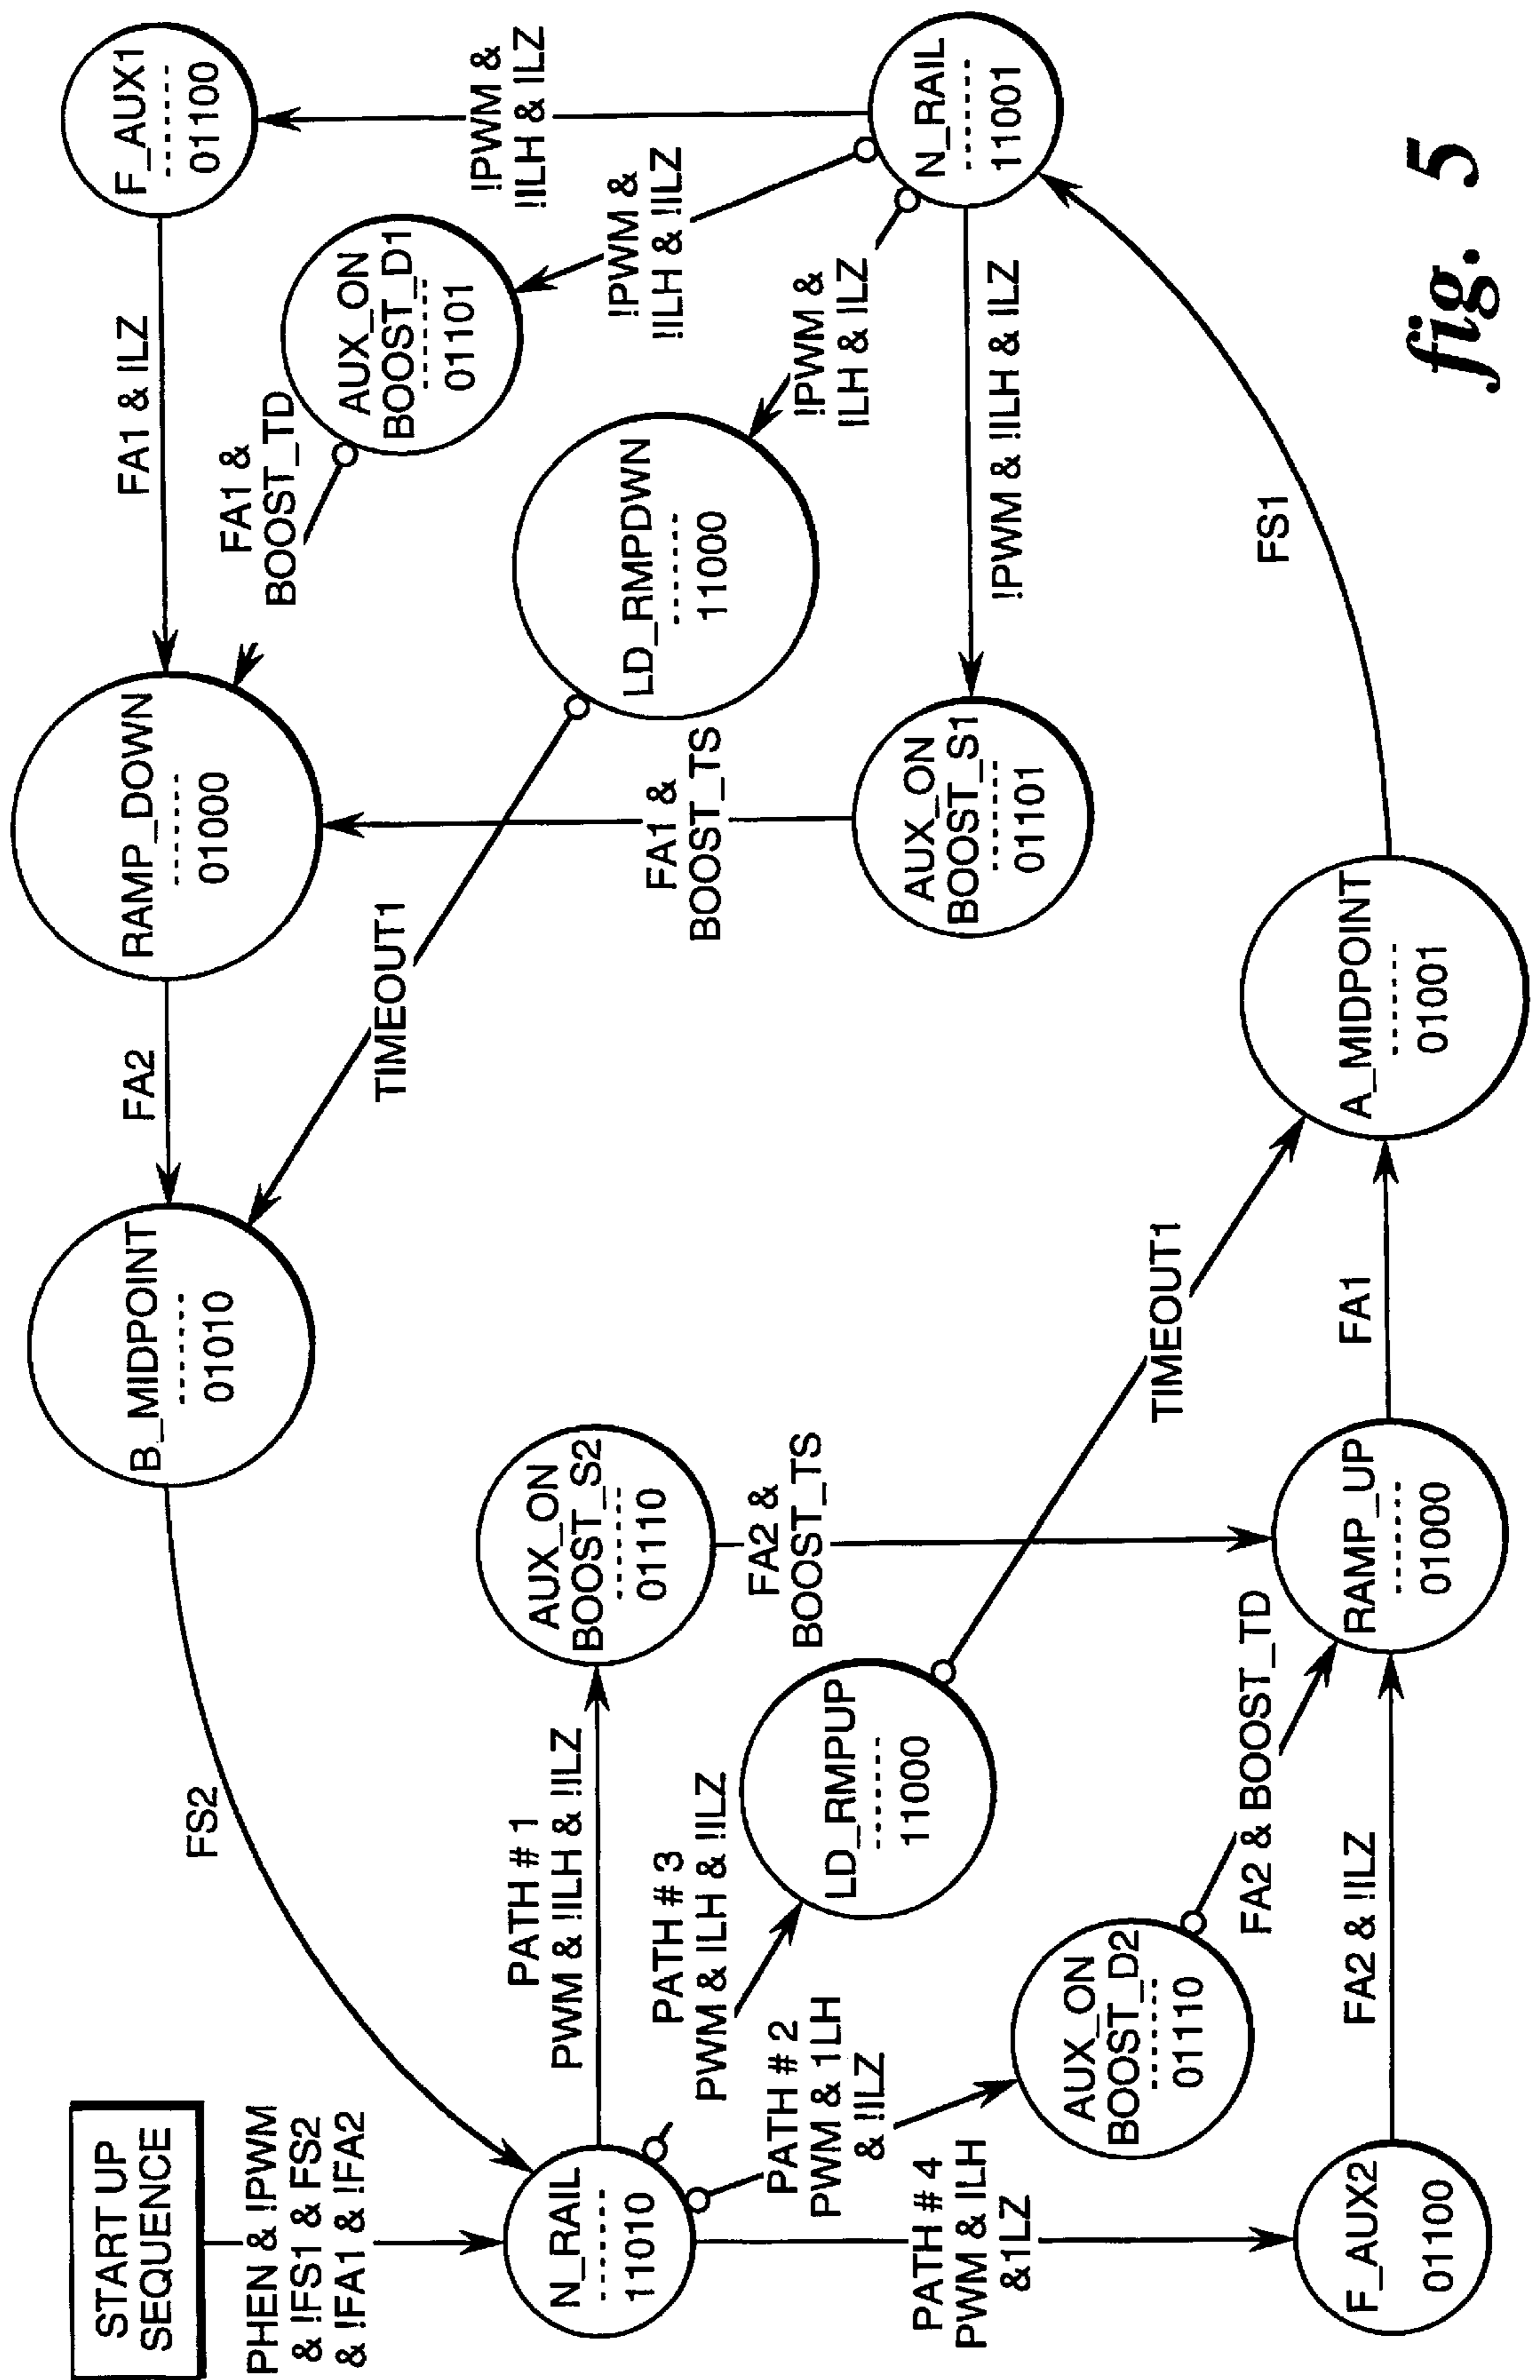 START UP
SEQUENCE
PHEN & !PWM
& !FS1 & FS2
& !FA1 & !FA2
N_RAIL
11010
FS2
B_MIDPOINT
01010
FA2
RAMP_DOWN
01000
FA1 & ILZ
F_AUX1
01100
PATH # 1
PWM & !ILH & !ILZ
AUX_ON
BOOST_S2
01110
FA2 &
BOOST_TS
PATH # 3
PWM & ILH & !ILZ
LD_RMPUP
11000
TIMEOUT1
PATH # 2
PWM & 1LH
& !ILZ
AUX_ON
BOOST_D2
01110
FA2 & BOOST_TD
PATH # 4
PWM & ILH
&1LZ
F_AUX2
01100
FA2 & !ILZ
RAMP_UP
01000
FA1
A_MIDPOINT
01001
FS1
TIMEOUT1
FA1 &
BOOST_TD
AUX_ON
BOOST_D1
01101
LD_RMPDWN
11000
FA1 &
BOOST_TS
AUX_ON
BOOST_S1
01101
!PWM &
!ILH & ILZ
!PWM &
!ILH & !ILZ
!PWM &
ILH & ILZ
!PWM & !ILH & ILZ
N_RAIL
11001
fig. 5